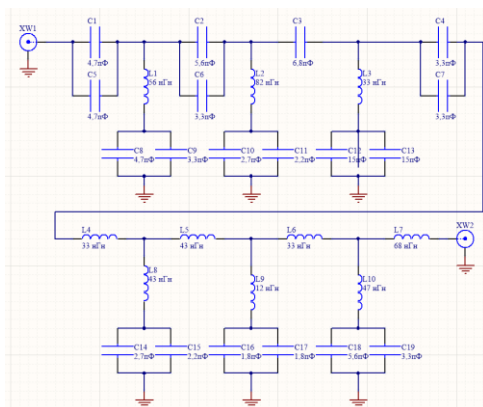 C1 C2 C3 C4
XW1
4.7пФ 5.6пФ 6.8пФ 3.3пФ
C5 C6 C7
L1 L2 L3
56 нГн 82 нГн 33 нГн
4.7пФ 3.3пФ 3.3пФ
C8 C9 C10 C11 C12 C13
4.7пФ 3.3пФ 2.7пФ 2.2пФ 15пФ 15пФ
L4 L5 L6 L7 XW2
33 нГн 43 нГн 33 нГн 68 нГн
L8 L9 L10
43 нГн 12 нГн 47 нГн
C14 C15 C16 C17 C18 C19
2.7пФ 2.2пФ 1.8пФ 1.8пФ 5.6пФ 3.3пФ